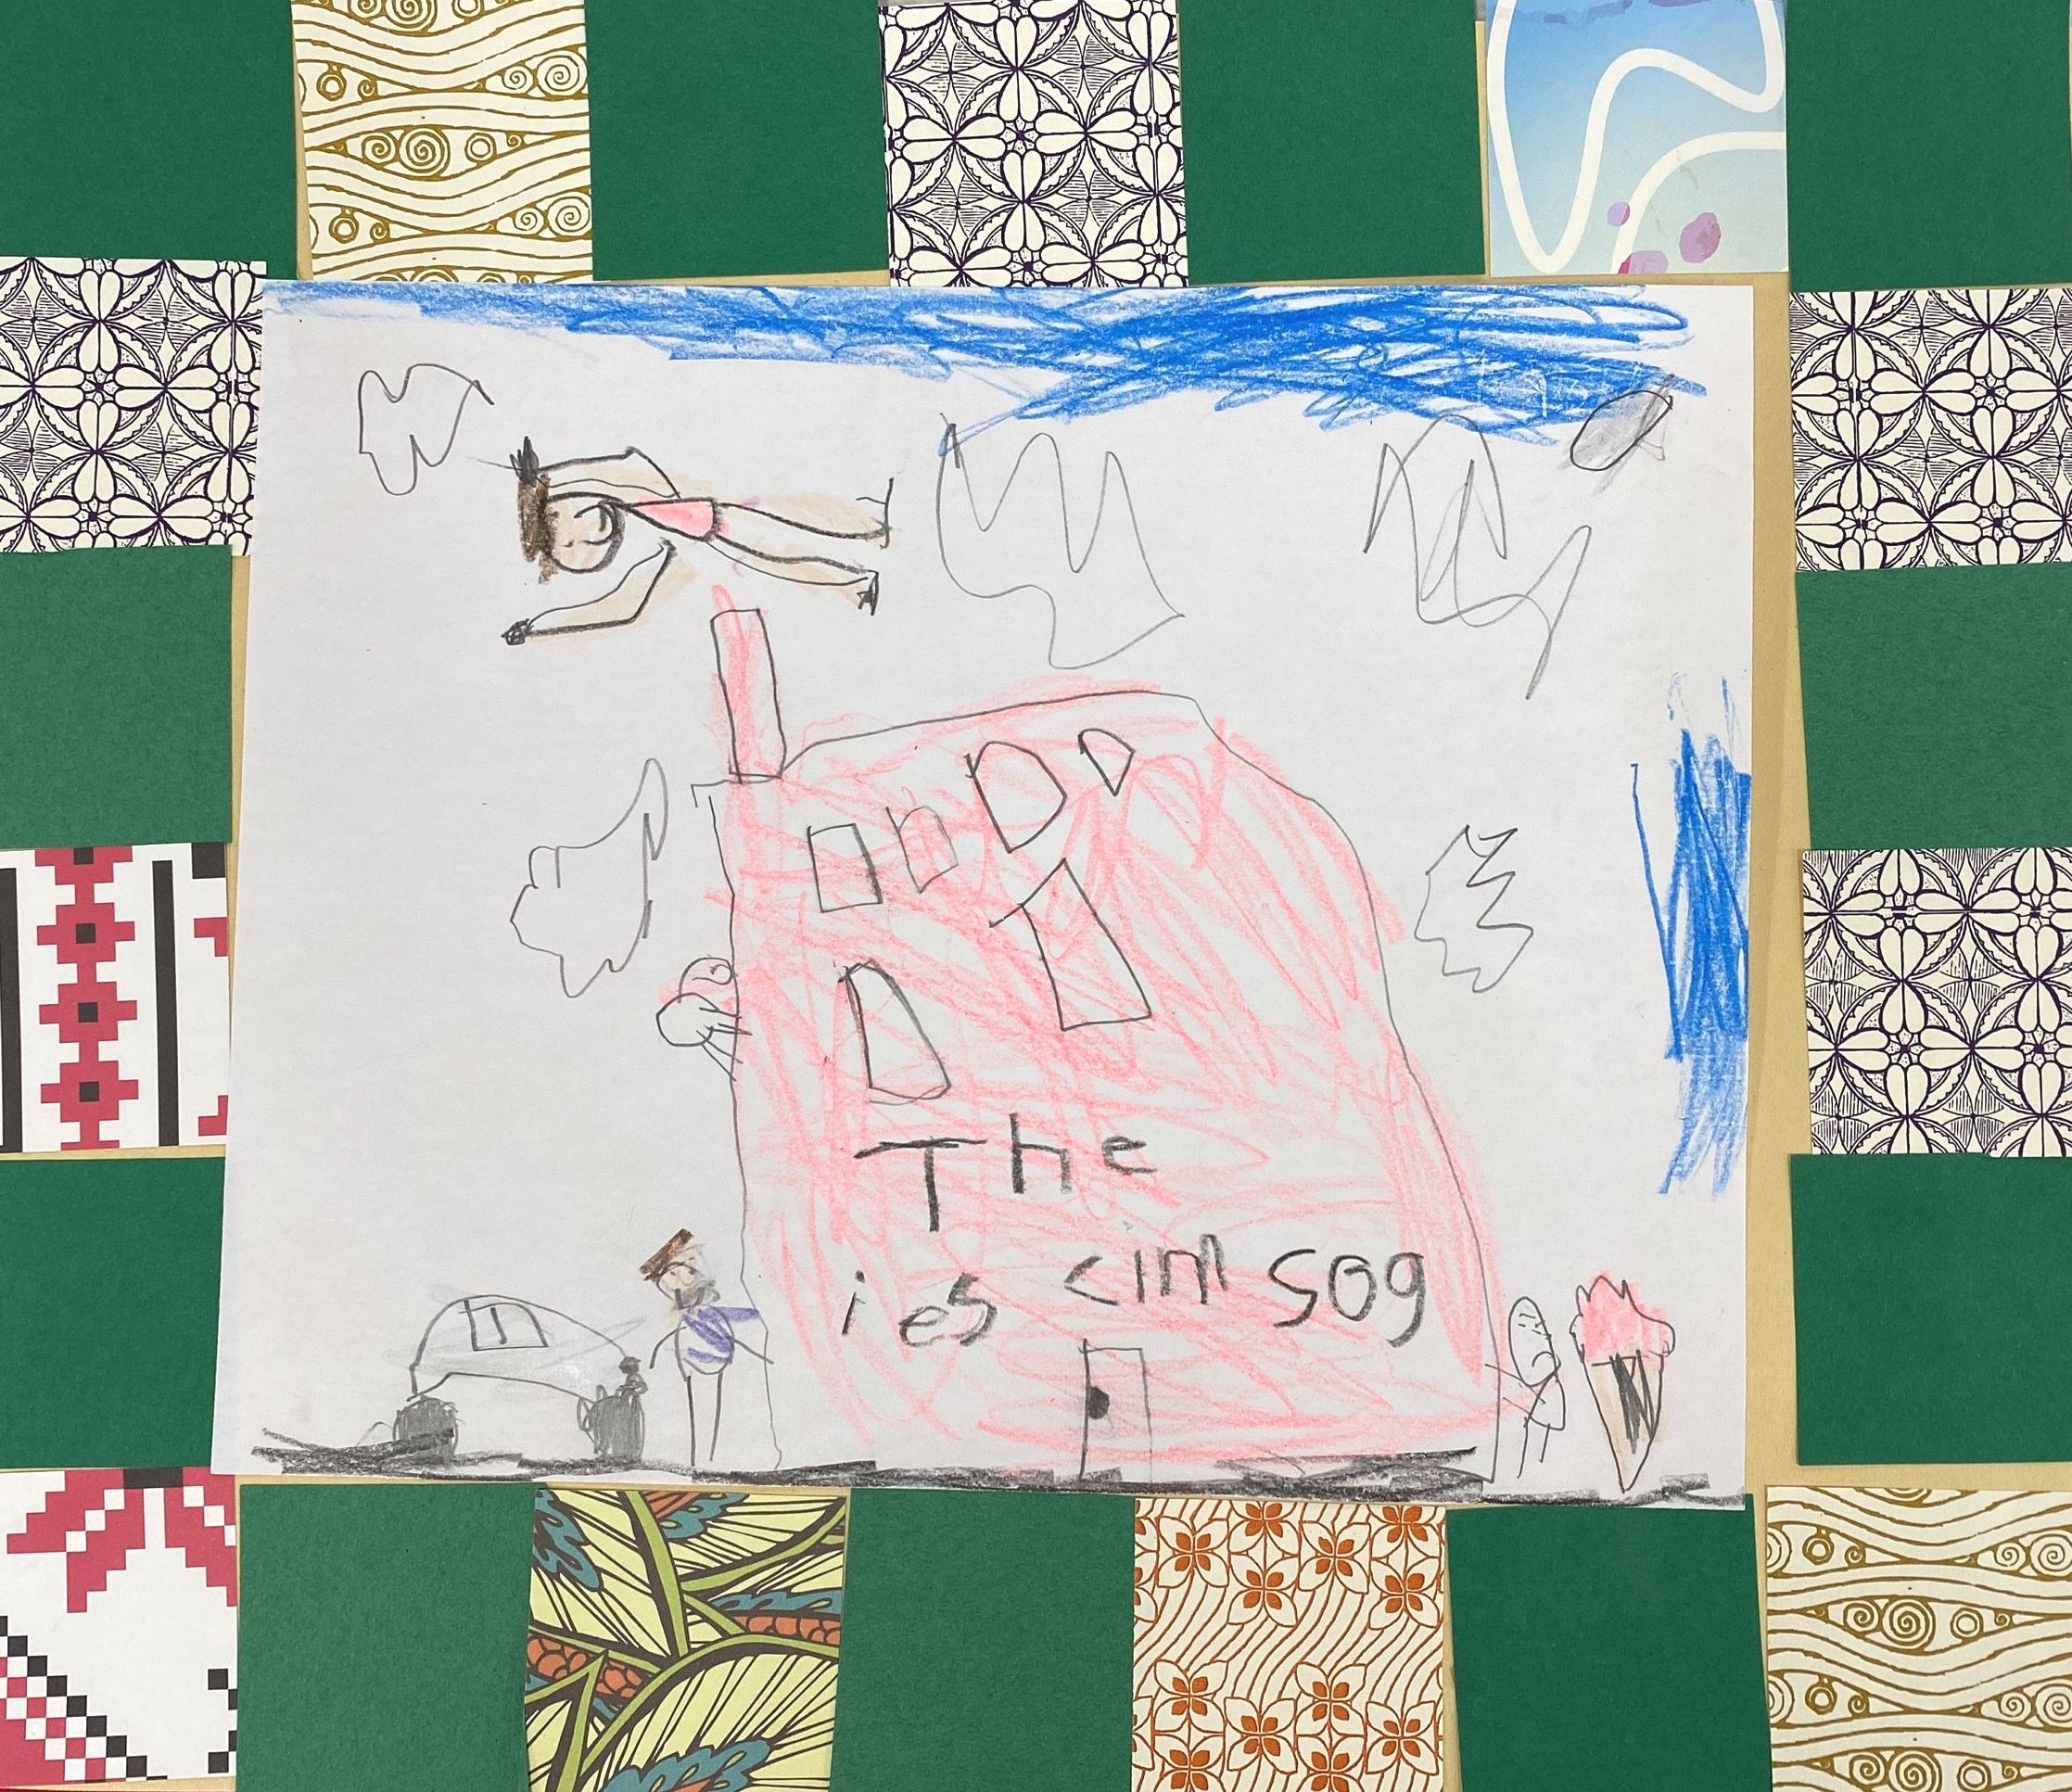 The
ies cim sog